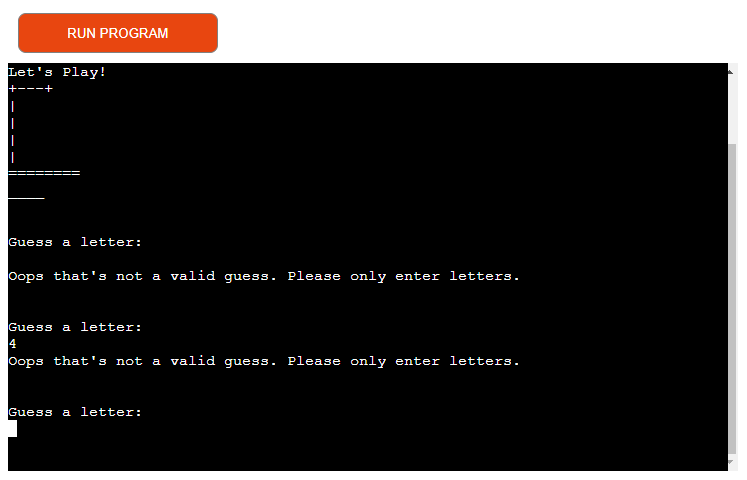 RUN PROGRAM
Let's Play!
+---+
|
|
|
|
========
____
Guess a letter:
Oops that's not a valid guess. Please only enter letters.
Guess a letter:
4
Oops that's not a valid guess. Please only enter letters.
Guess a letter: